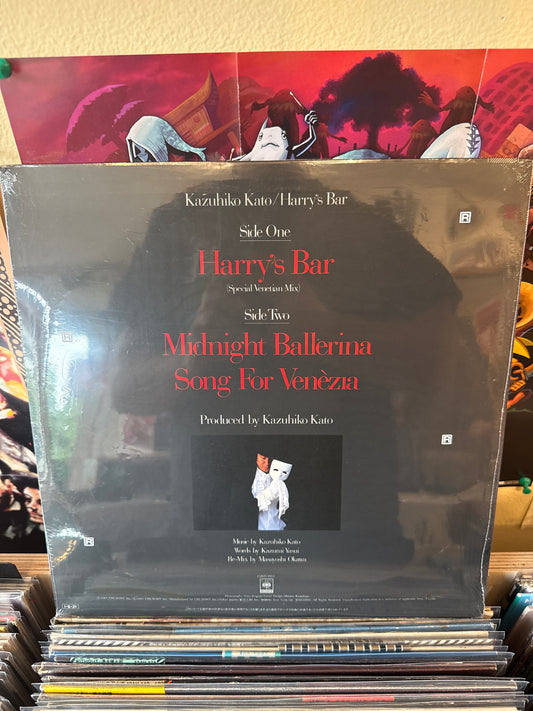 Kazuhiko Kato/Harry's Bar
Side One
Harry's Bar
(Special Venetian Mix)
Side Two
Midnight Ballerina
Song For Venèzia
Produced by Kazuhiko Kato
Music by Kazuhiko Kato
Words by Kazumi Yasui
Re-Mix by Masayoshi Okawa